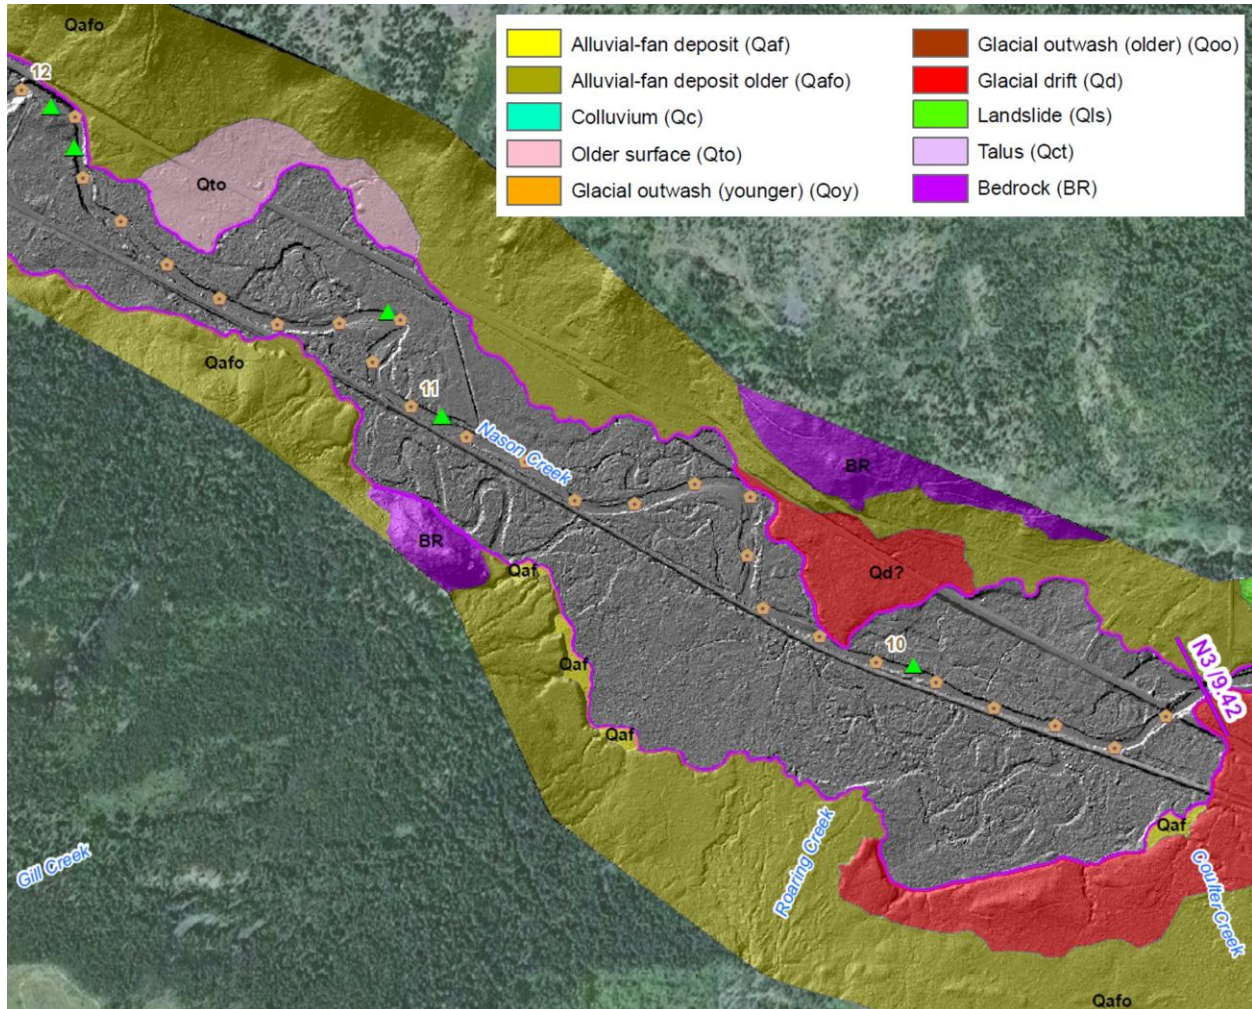 Qafo
12
Alluvial-fan deposit (Qaf)
Alluvial-fan deposit older (Qafo)
Colluvium (Qc)
Older surface (Qto)
Glacial outwash (younger) (Qoy)
Glacial outwash (older) (Qoo)
Glacial drift (Qd)
Landslide (Qls)
Talus (Qct)
Bedrock (BR)
Qto
Qafo
11
Nason Creek
BR
BR
Qaf
Qd?
10
N3 /9.42
Qaf
Qaf
Qaf
Gill Creek
Roaring Creek
Coulter Creek
Qafo